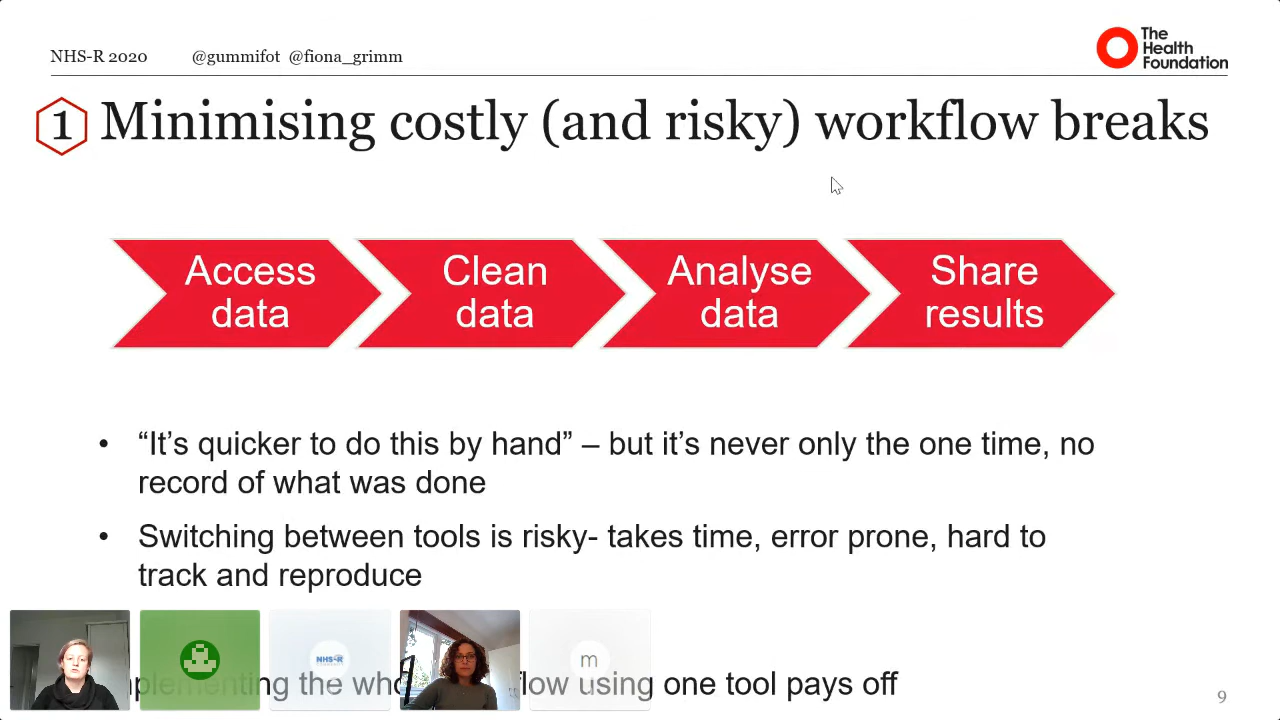 NHS-R 2020 @gummifot @fiona_grimm
The
Health
Foundation
1 Minimising costly (and risky) workflow breaks
Access
data
Clean
data
Analyse
data
Share
results
• “It’s quicker to do this by hand” – but it’s never only the one time, no
record of what was done
• Switching between tools is risky- takes time, error prone, hard to
track and reproduce
NHS-R
m
the using one tool pays off
9